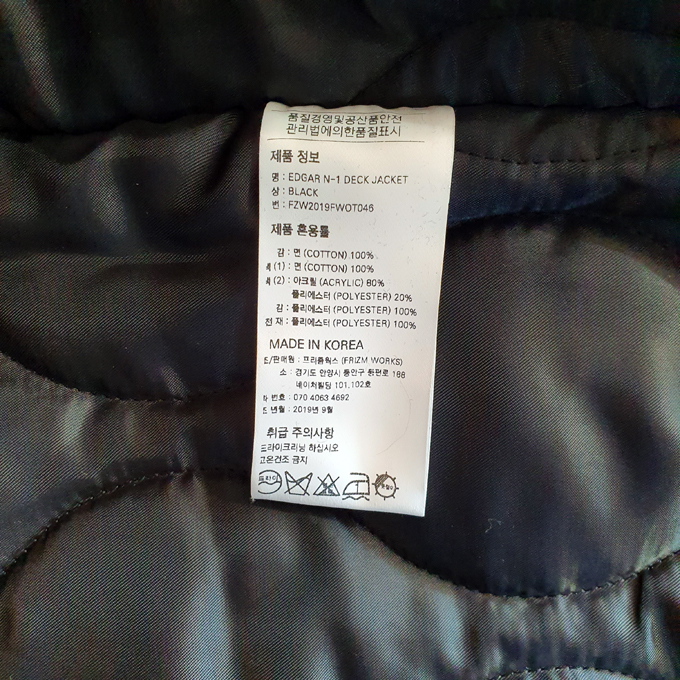 품질경영및공산품안전
관리법에의한품질표시
제품 정보
명 : EDGAR N-1 DECK JACKET
상 : BLACK
번 : FZW2019FWOT046
제품 혼용률
감 : 면 (COTTON) 100%
(1) : 면 (COTTON) 100%
(2) : 아크릴 (ACRYLIC) 80%
폴리에스터 (POLYESTER) 20%
김 : 폴리에스터 (POLYESTER) 100%
전재 : 폴리에스터 (POLYESTER) 100%
MADE IN KOREA
/판매원 : 프리즘웍스 (FRIZM WORKS)
소 : 경기도 안양시 동안구 동편로 188
네이처빌딩 101,102호
번호 : 070 4063 4692
년월 : 2019년 9월
취급 주의사항
드라이크리닝 하십시오
고온건조 금지
드라이